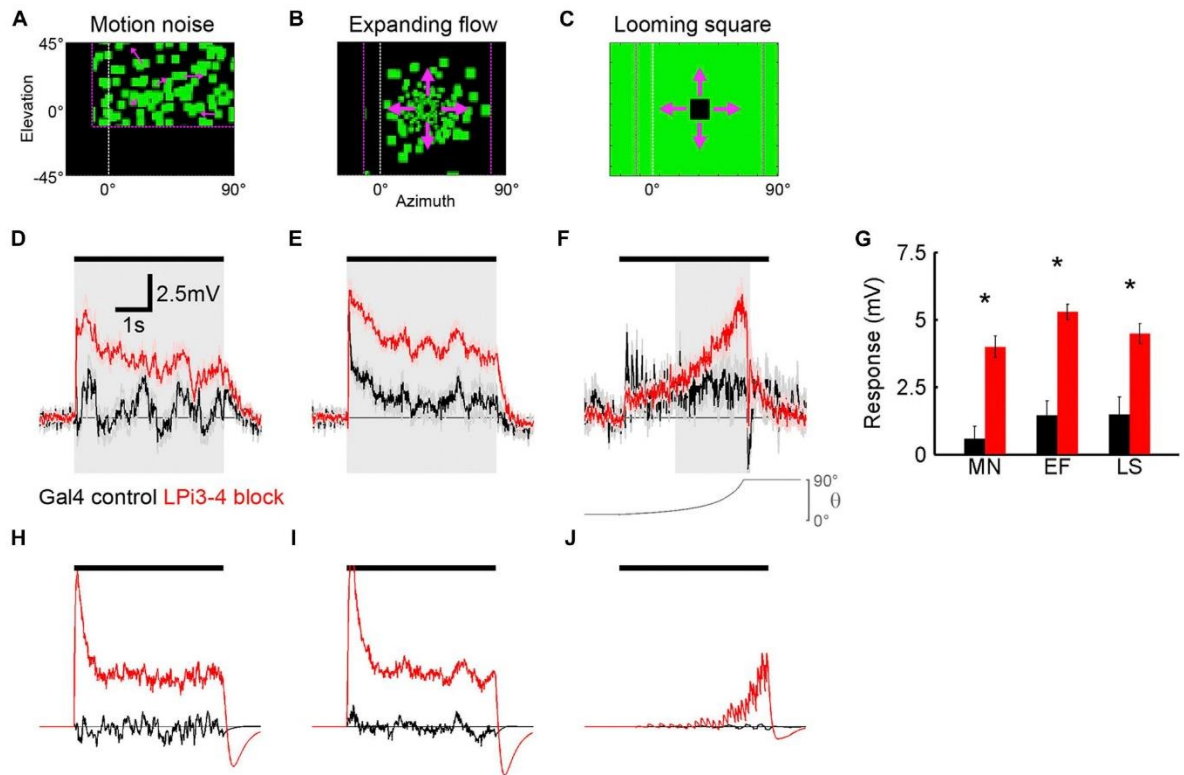 A Motion noise
B Expanding flow
C Looming square
45°
0°
-45°
Elevation
0° 90°
0° 90°
0° 90°
Azimuth
D
E
F
G
2.5mV
1s
7.5
5
2.5
0
Response (mV)
* * *
MN EF LS
Gal4 control LPi3-4 block
90°
θ
0°
H
I
J